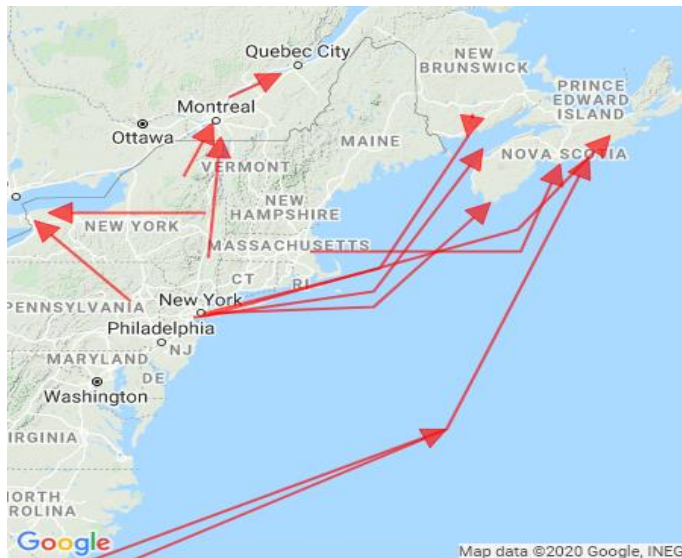 Quebec City
NEW
BRUNSWICK
PRINCE
EDWARD
ISLAND
Montreal
Ottawa
MAINE
NOVA SCOTIA
VERMONT
NEW
HAMPSHIRE
NEW YORK
MASSACHUSETTS
CT
RI
PENNSYLVANIA
New York
Philadelphia
NJ
MARYLAND
DE
Washington
VIRGINIA
NORTH
CAROLINA
Google
Map data ©2020 Google, INEG